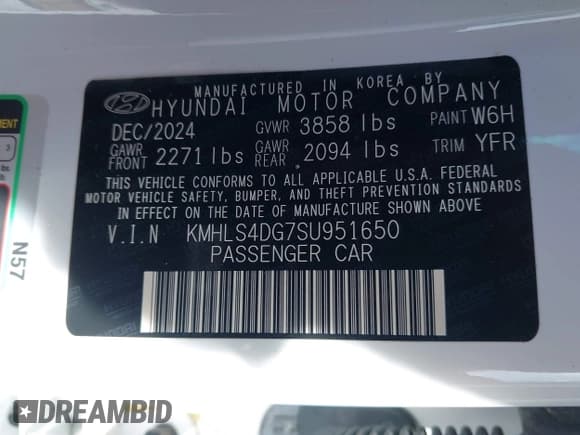 MANUFACTURED IN KOREA BY
HYUNDAI MOTOR COMPANY
DEC/2024 GVWR 3858 lbs PAINT W6H
GAWR FRONT 2271 lbs GAWR REAR 2094 lbs TRIM YFR
THIS VEHICLE CONFORMS TO ALL APPLICABLE U.S.A. FEDERAL
MOTOR VEHICLE SAFETY, BUMPER, AND THEFT PREVENTION STANDARDS
IN EFFECT ON THE DATE OF MANUFACTURE SHOWN ABOVE
V.I.N KMHLS4DG7SU951650
PASSENGER CAR
N57
DREAMBID